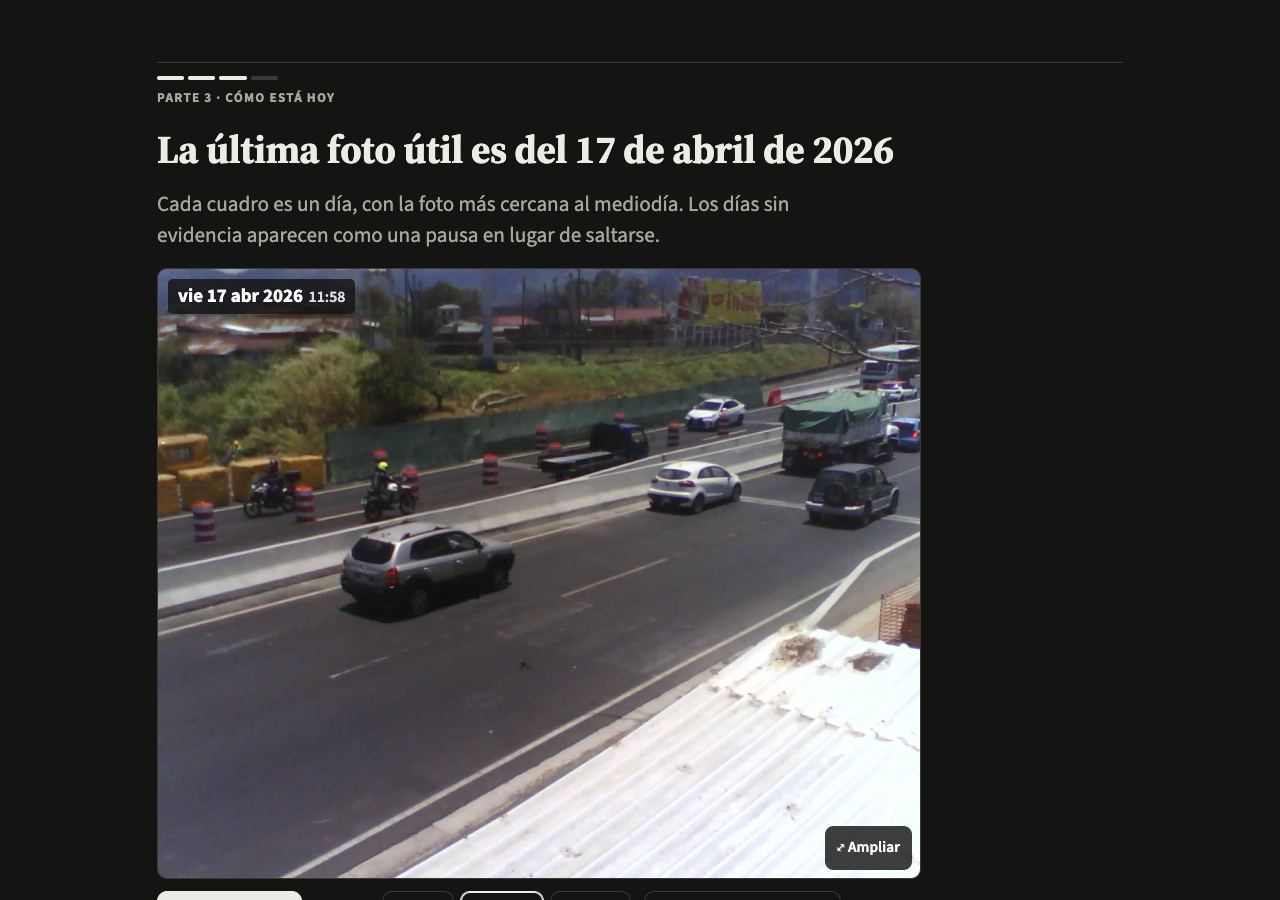 PARTE 3 · CÓMO ESTÁ HOY
La última foto útil es del 17 de abril de 2026
Cada cuadro es un día, con la foto más cercana al mediodía. Los días sin
evidencia aparecen como una pausa en lugar de saltarse.
vie 17 abr 2026 11:58
⤢ Ampliar